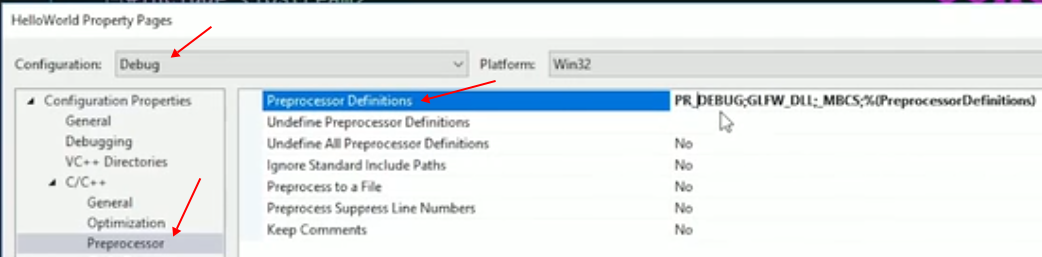 HelloWorld Property Pages
Configuration: Debug Platform: Win32
Configuration Properties
General
Debugging
VC++ Directories
C/C++
General
Optimization
Preprocessor
Preprocessor Definitions PR_DEBUG;GLFW_DLL;_MBCS;%(PreprocessorDefinitions)
Undefine Preprocessor Definitions
Undefine All Preprocessor Definitions No
Ignore Standard Include Paths No
Preprocess to a File No
Preprocess Suppress Line Numbers No
Keep Comments No